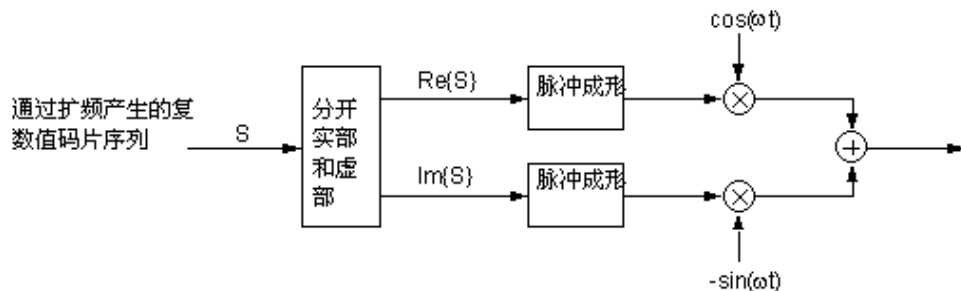 cos(ωt)
Re{S}
脉冲成形
通过扩频产生的复
数值码片序列
S
分开
实部
和虚
部
Im{S}
脉冲成形
-sin(ωt)